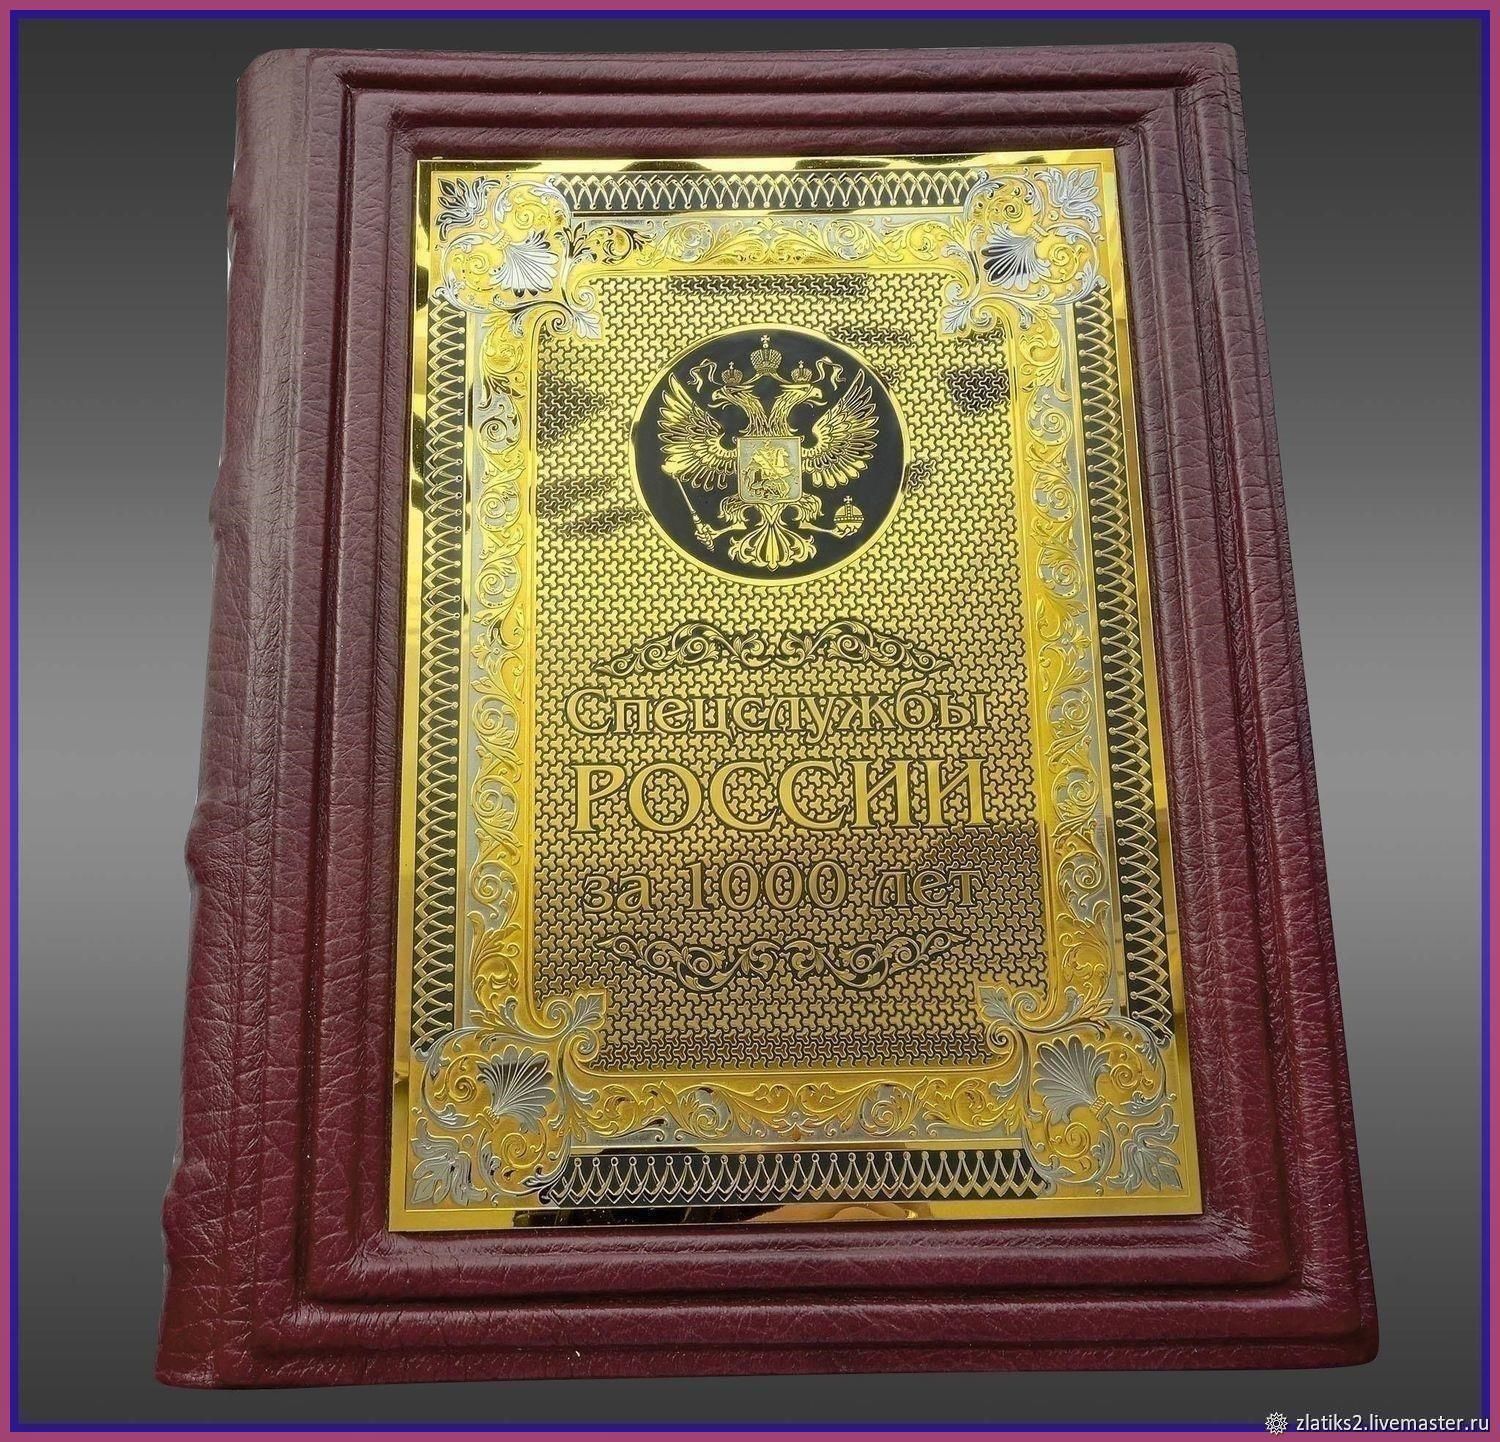 Спецслужбы
РОССИИ
за 1000 лет
zlatiks2.livemaster.ru